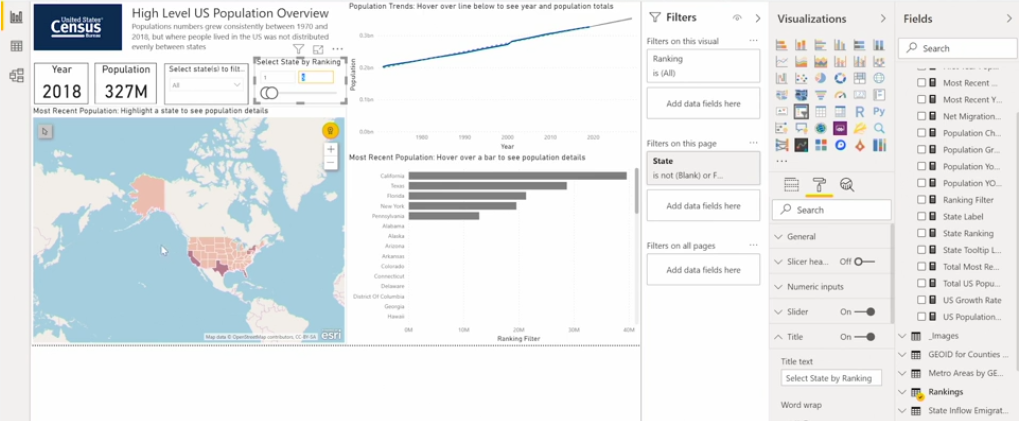 United States'
Census
Bureau
High Level US Population Overview
Populations numbers grew consistently between 1970 and
2018, but where people lived in the US was not distributed
evenly between states
Year
2018
Population
327M
Select state(s) to filt...
All
Select State by Ranking
1
Most Recent Population: Highlight a state to see population details
+
−
Map data © OpenStreetMap contributors, CC BY-SA
esri
Population Trends: Hover over line below to see year and population totals
Population
0.3bn
0.2bn
0.1bn
0.0bn
1980
1990
2000
2010
2020
Year
Most Recent Population: Hover over a bar to see population details
California
Texas
Florida
New York
Pennsylvania
Alabama
Alaska
Arizona
Arkansas
Colorado
Connecticut
Delaware
District Of Columbia
Georgia
Hawaii
0M
10M
20M
30M
40M
Ranking Filter
Filters
Filters on this visual
...
Ranking
is (All)
Add data fields here
Filters on this page
...
State
is not (Blank) or F...
Add data fields here
Filters on all pages
...
Add data fields here
Visualizations
R
Py
...
Search
General
Slicer hea...
Off
Numeric inputs
Slider
On
Title
On
Title text
Select State by Ranking
Word wrap
Fields
Search
Most Recent ...
Most Recent Y...
Net Migration...
Population Ch...
Population Gr...
Population Yo...
Population YO...
Ranking Filter
State Label
State Ranking
State Tooltip L...
Total Most Re...
Total US Popu...
US Growth Rate
US Population...
_Images
GEOID for Counties ...
Metro Areas by GE...
Rankings
State Inflow Emigrat...